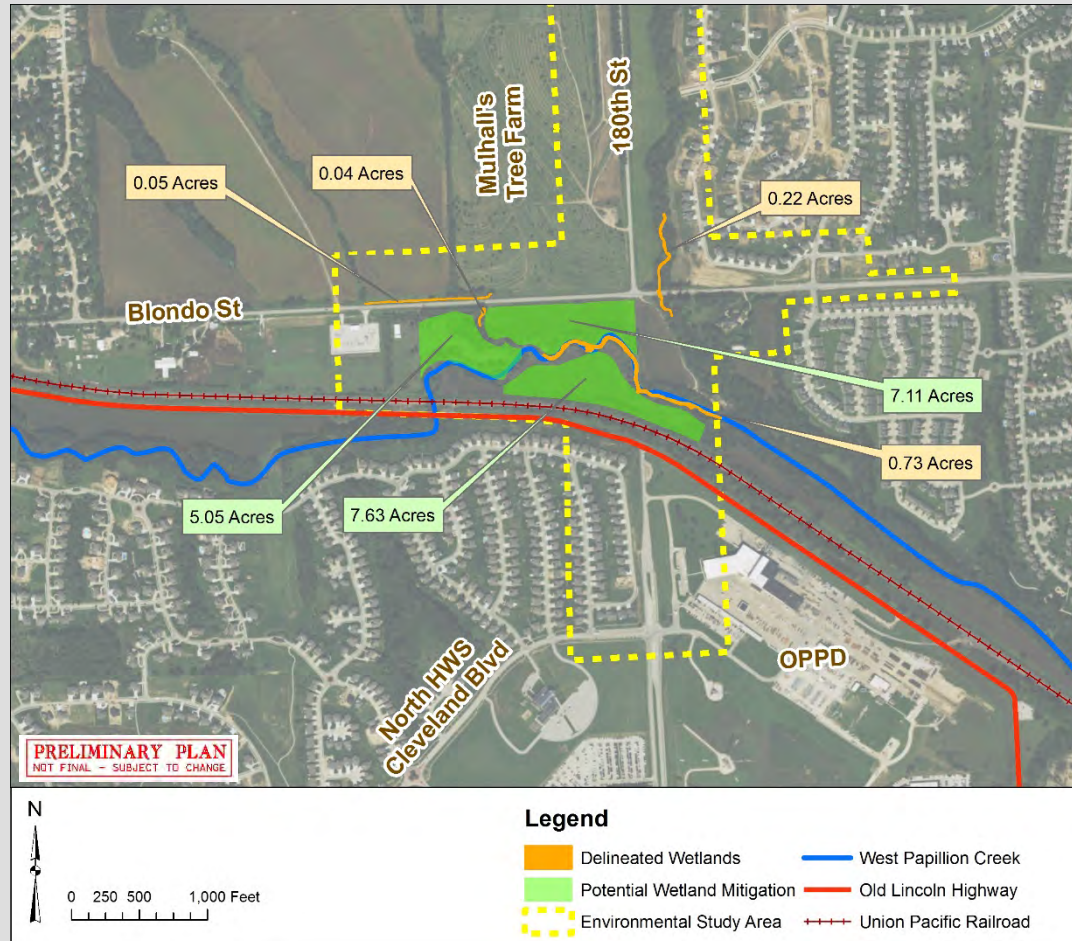 Mulhall's
Tree Farm
180th St
0.05 Acres
0.04 Acres
0.22 Acres
Blondo St
7.11 Acres
0.73 Acres
5.05 Acres
7.63 Acres
North HWS
Cleveland Blvd
OPPD
PRELIMINARY PLAN
NOT FINAL - SUBJECT TO CHANGE
N
0 250 500 1,000 Feet
Legend
Delineated Wetlands
Potential Wetland Mitigation
Environmental Study Area
West Papillion Creek
Old Lincoln Highway
Union Pacific Railroad